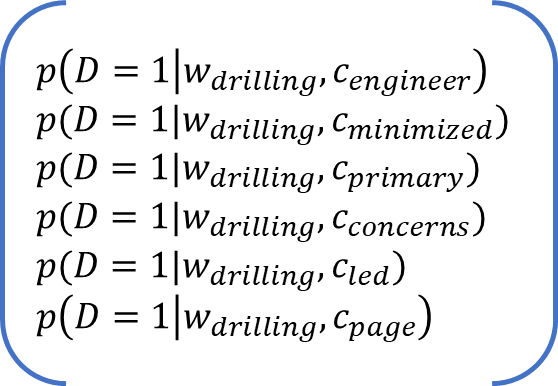 p(D = 1|w_drilling, c_engineer)
p(D = 1|w_drilling, c_minimized)
p(D = 1|w_drilling, c_primary)
p(D = 1|w_drilling, c_concerns)
p(D = 1|w_drilling, c_led)
p(D = 1|w_drilling, c_page)